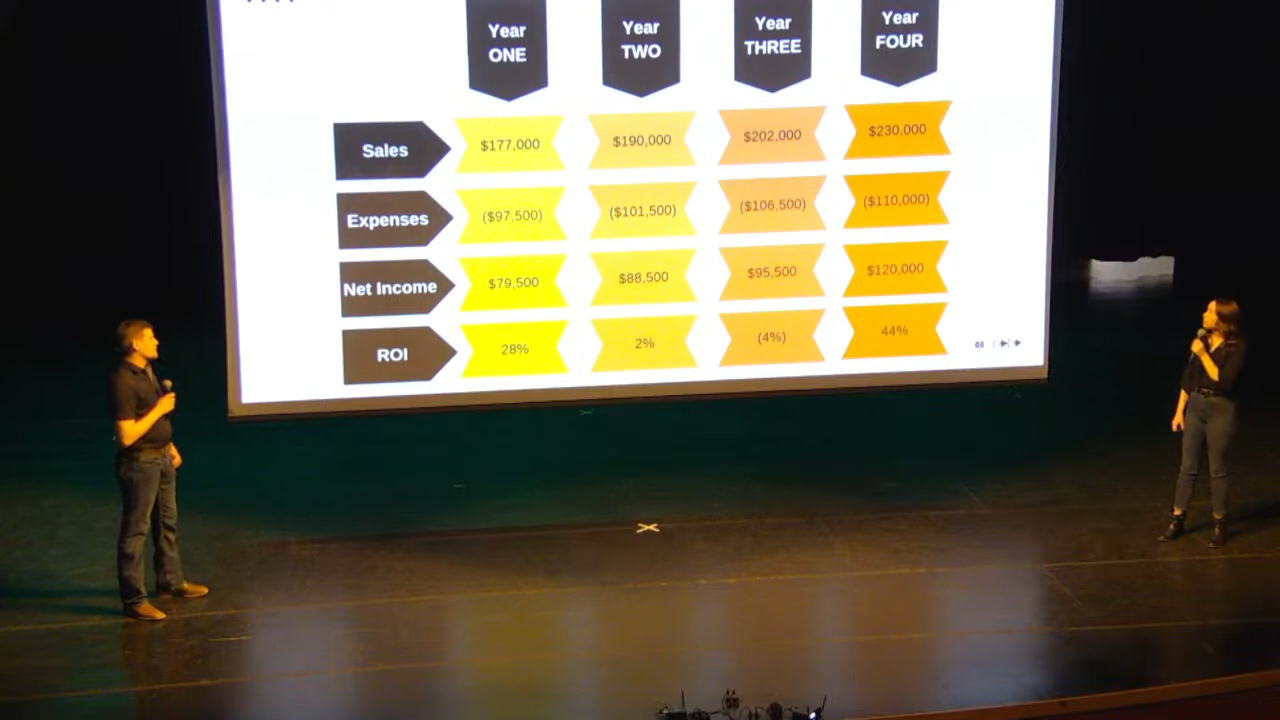 Year
ONE
Year
TWO
Year
THREE
Year
FOUR
Sales
$177,000
$190,000
$202,000
$230,000
Expenses
($97,500)
($101,500)
($106,500)
($110,000)
Net Income
$79,500
$88,500
$95,500
$120,000
ROI
28%
2%
(4%)
44%